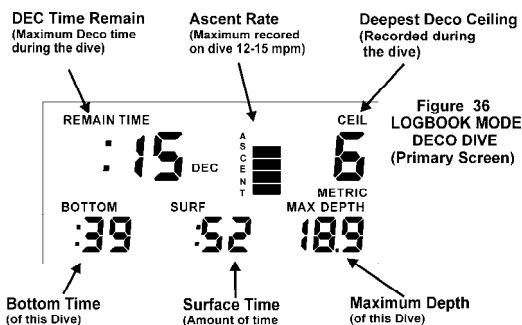 DEC Time Remain
(Maximum Deco time
during the dive)
Ascent Rate
(Maximum recored
on dive 12-15 mpm)
Deepest Deco Ceiling
(Recorded during
the dive)
REMAIN TIME
:15 DEC
ASCENT
CEIL
6
METRIC
Figure 36
LOGBOOK MODE
DECO DIVE
(Primary Screen)
BOTTOM
:39
SURF
:52
MAX DEPTH
18.9
Bottom Time
(of this Dive)
Surface Time
(Amount of time
Maximum Depth
(of this Dive)